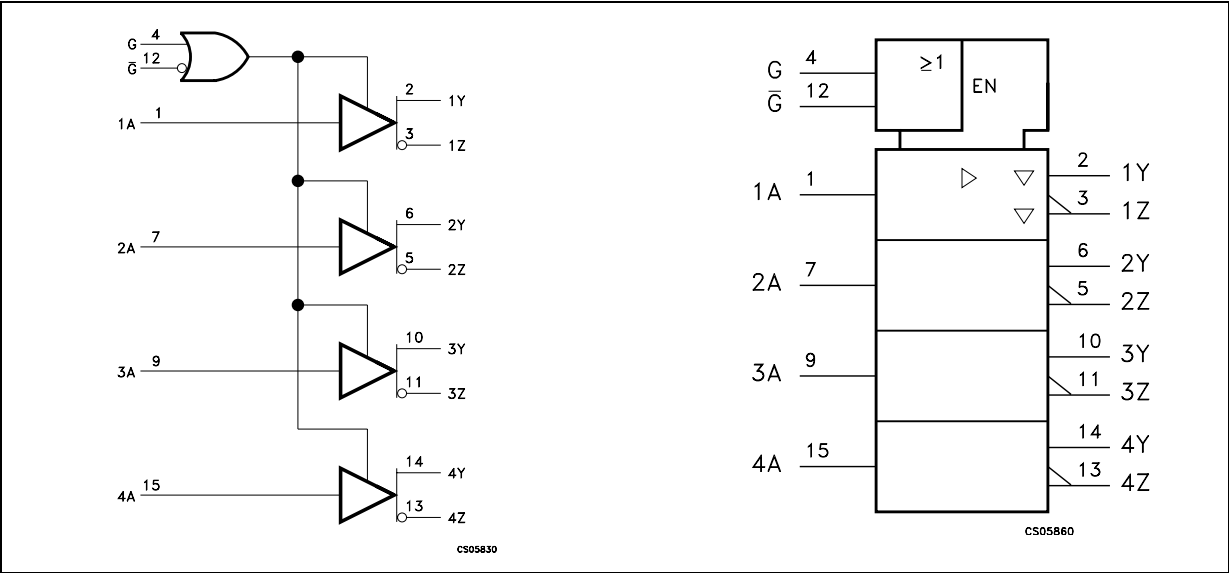 G 4
G̅ 12
1A 1
2 1Y
3 1Z
2A 7
6 2Y
5 2Z
3A 9
10 3Y
11 3Z
4A 15
14 4Y
13 4Z
CS05830
G 4
G̅ 12
≥1
EN
1A 1
2 1Y
3 1Z
2A 7
6 2Y
5 2Z
3A 9
10 3Y
11 3Z
4A 15
14 4Y
13 4Z
CS05860